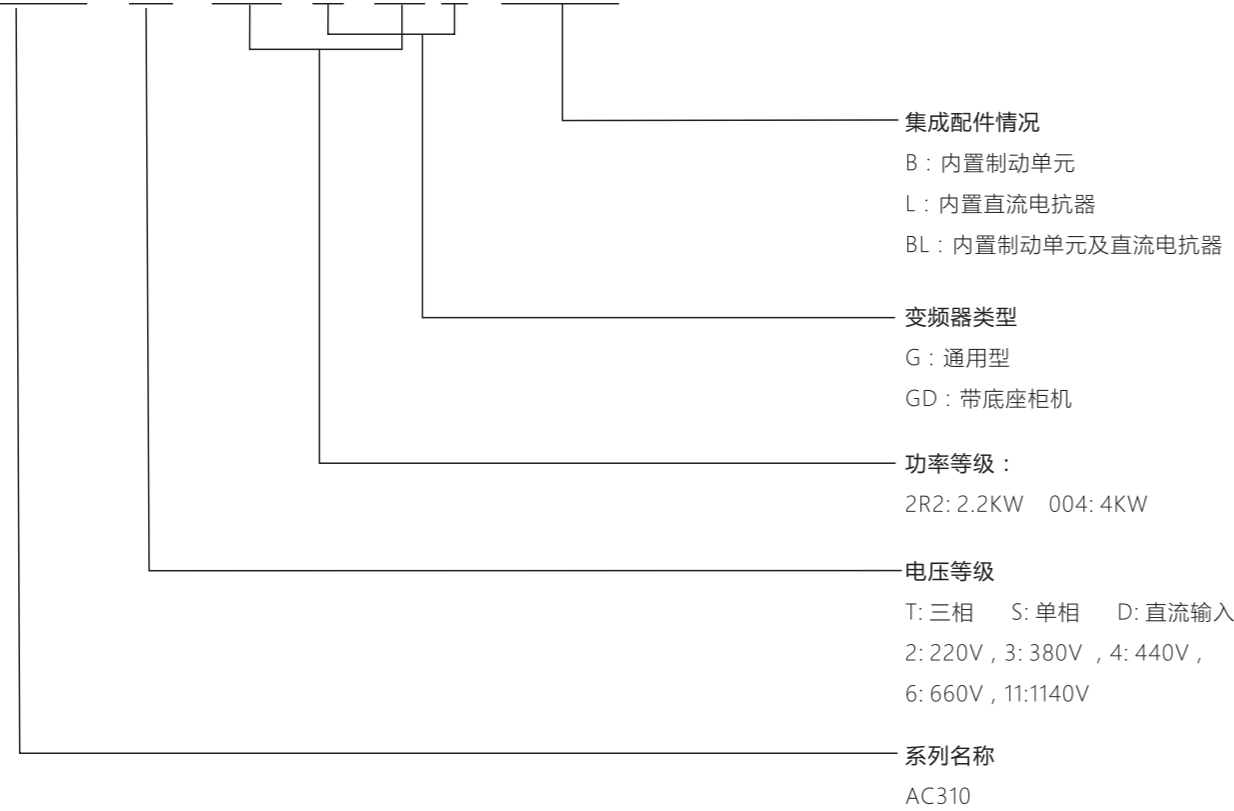 集成配件情况
B：内置制动单元
L：内置直流电抗器
BL：内置制动单元及直流电抗器
变频器类型
G：通用型
GD：带底座柜机
功率等级：
2R2: 2.2KW 004: 4KW
电压等级
T: 三相 S: 单相 D: 直流输入
2: 220V , 3: 380V , 4: 440V ,
6: 660V , 11:1140V
系列名称
AC310